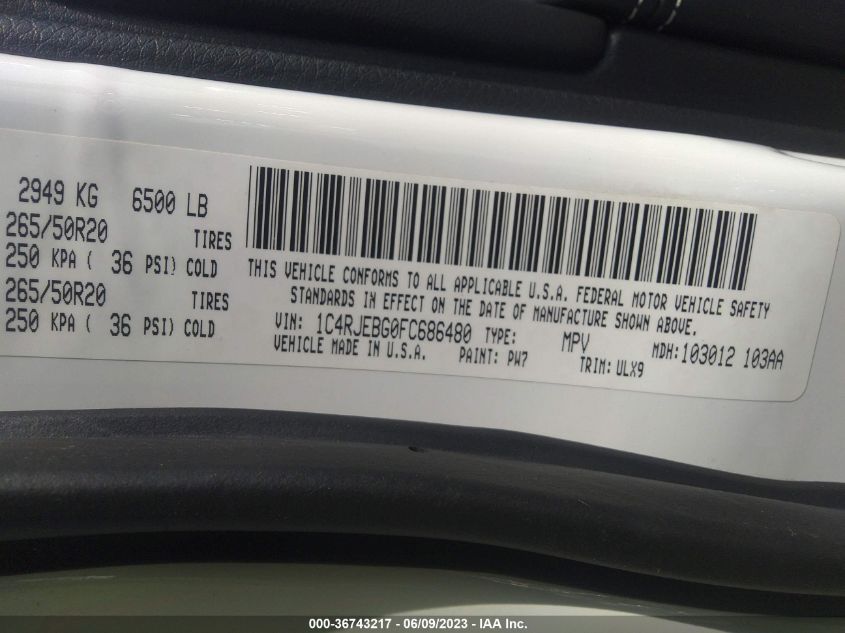 2949 KG 6500 LB
265/50R20 TIRES
250 KPA ( 36 PSI) COLD
265/50R20 TIRES
250 KPA ( 36 PSI) COLD
THIS VEHICLE CONFORMS TO ALL APPLICABLE U.S.A. FEDERAL MOTOR VEHICLE SAFETY
STANDARDS IN EFFECT ON THE DATE OF MANUFACTURE SHOWN ABOVE.
VIN: 1C4RJEBG0FC686480 TYPE: MPV MDH:103012 103AA
VEHICLE MADE IN U.S.A. PAINT: PW7 TRIM: ULX9
000-36743217 - 06/09/2023 - IAA Inc.